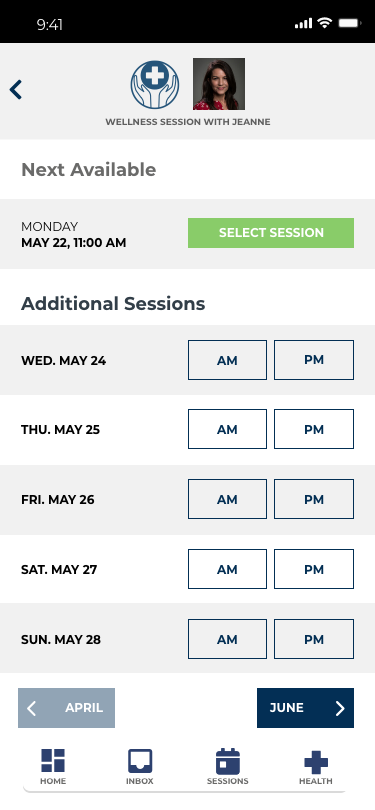 9:41
WELLNESS SESSION WITH JEANNE
Next Available
MONDAY
MAY 22, 11:00 AM
SELECT SESSION
Additional Sessions
WED. MAY 24 AM PM
THU. MAY 25 AM PM
FRI. MAY 26 AM PM
SAT. MAY 27 AM PM
SUN. MAY 28 AM PM
APRIL JUNE
HOME INBOX SESSIONS HEALTH